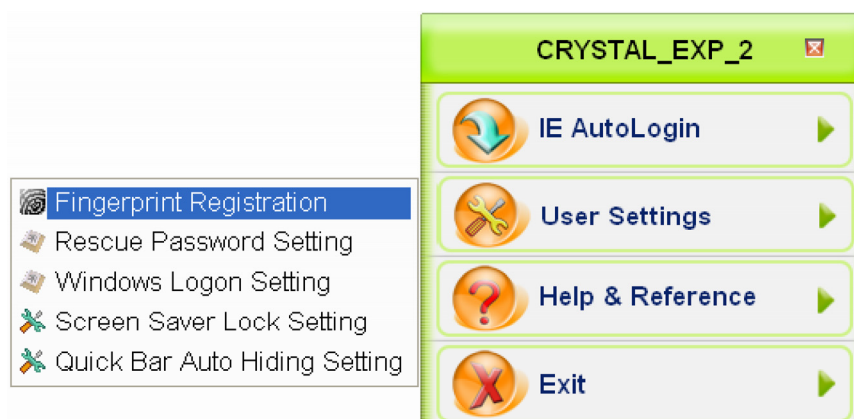 CRYSTAL_EXP_2
IE AutoLogin
User Settings
Help & Reference
Exit
Fingerprint Registration
Rescue Password Setting
Windows Logon Setting
Screen Saver Lock Setting
Quick Bar Auto Hiding Setting